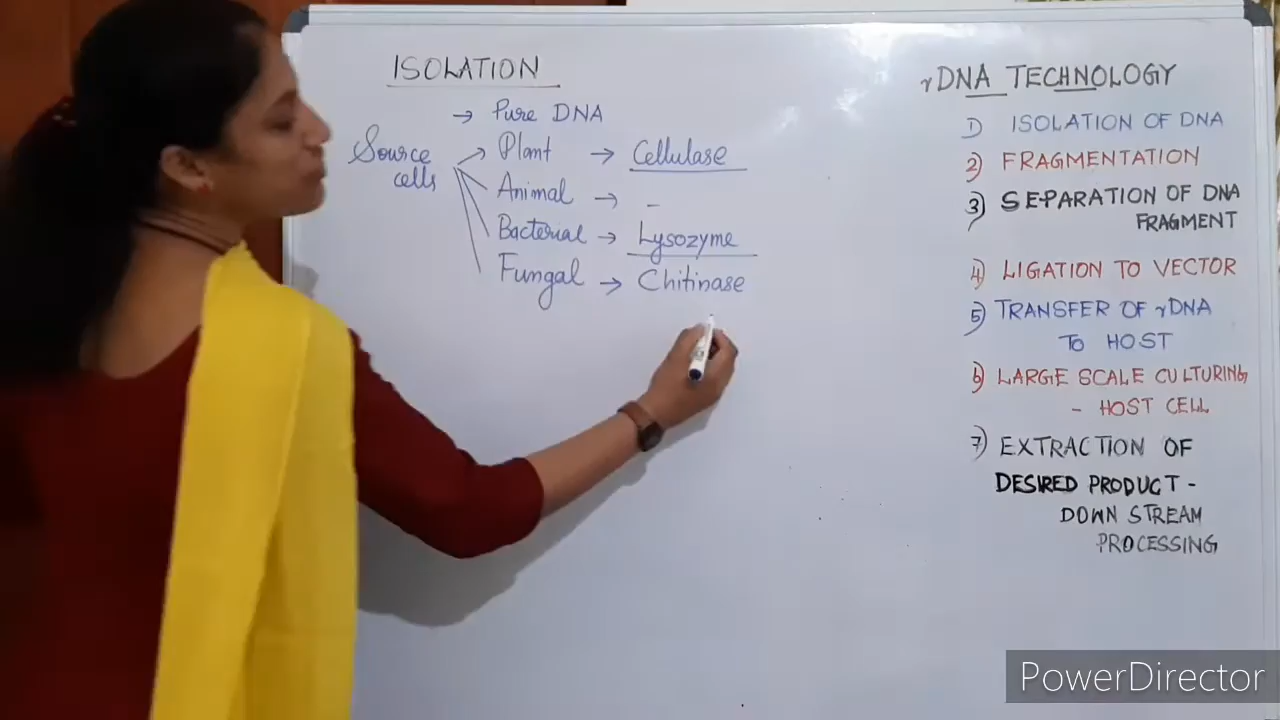 ISOLATION
→ Pure DNA
Source cells
Plant → Cellulase
Animal → -
Bacterial → Lysozyme
Fungal → Chitinase
rDNA TECHNOLOGY
1) ISOLATION OF DNA
2) FRAGMENTATION
3) SEPARATION OF DNA
FRAGMENT
4) LIGATION TO VECTOR
5) TRANSFER OF rDNA
TO HOST
6) LARGE SCALE CULTURING
- HOST CELL
7) EXTRACTION OF
DESIRED PRODUCT -
DOWN STREAM
PROCESSING
PowerDirector